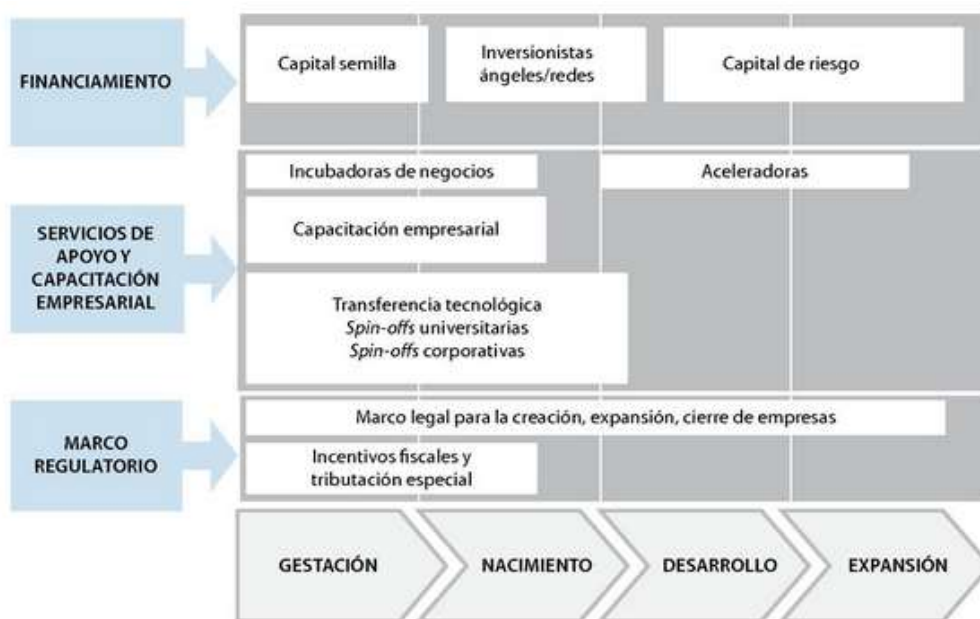 FINANCIAMIENTO
Capital semilla
Inversionistas
ángeles/redes
Capital de riesgo
SERVICIOS DE
APOYO Y
CAPACITACIÓN
EMPRESARIAL
Incubadoras de negocios
Aceleradoras
Capacitación empresarial
Transferencia tecnológica
Spin-offs universitarias
Spin-offs corporativas
MARCO
REGULATORIO
Marco legal para la creación, expansión, cierre de empresas
Incentivos fiscales y
tributación especial
GESTACIÓN
NACIMIENTO
DESARROLLO
EXPANSIÓN